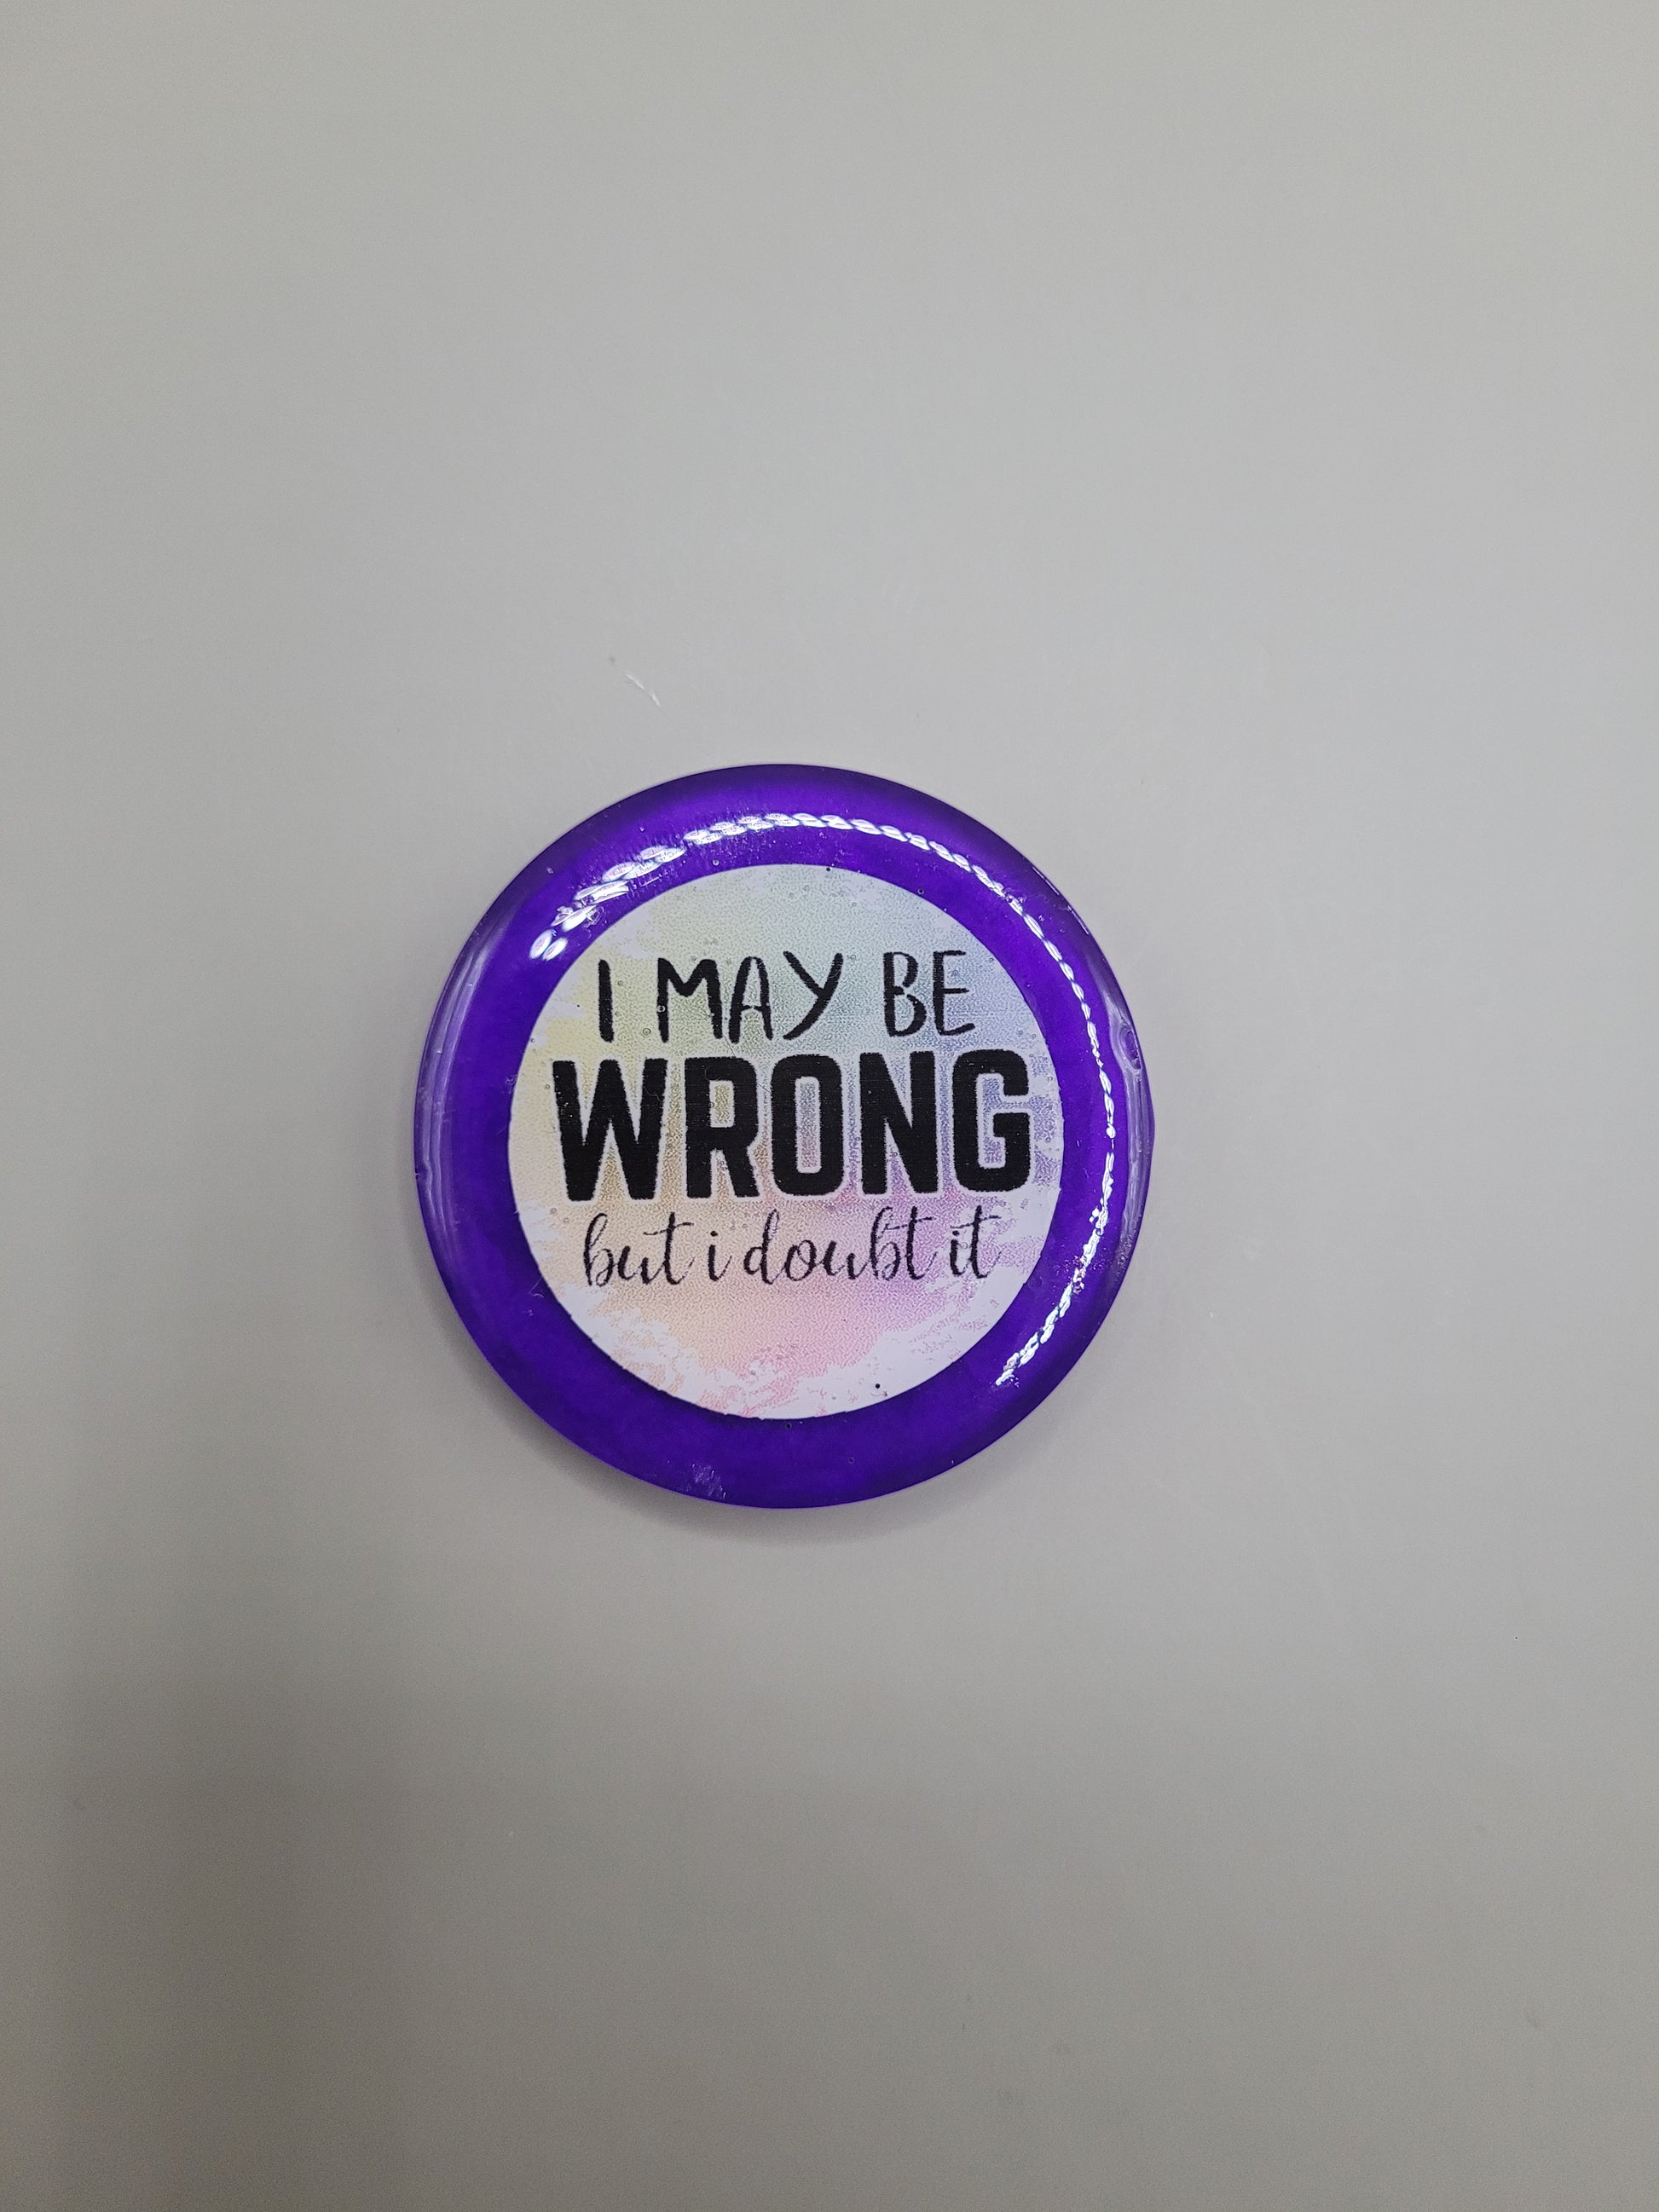 I MAY BE
WRONG
but i doubt it